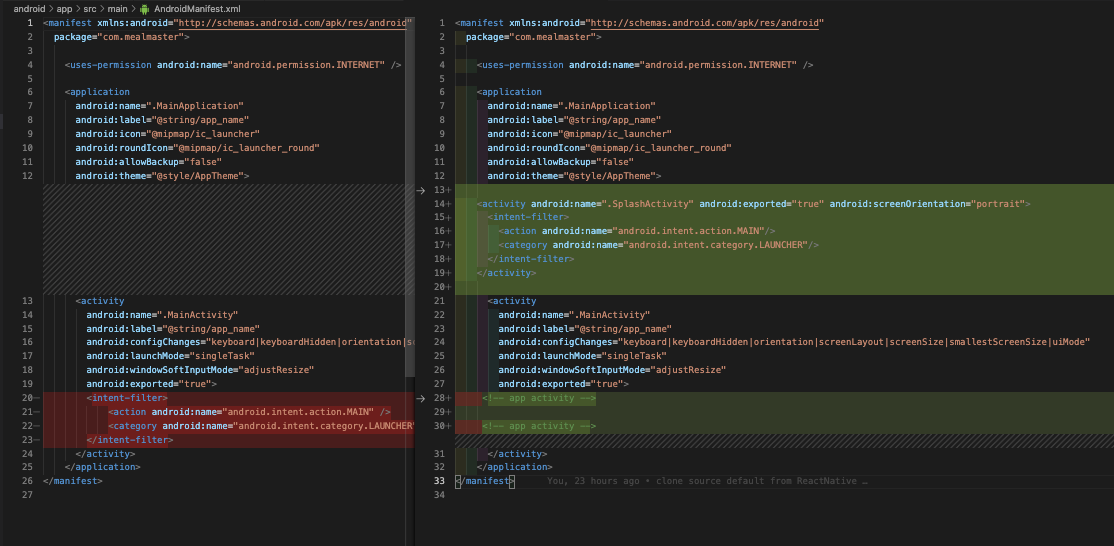 android > app > src > main > AndroidManifest.xml
1 <manifest xmlns:android="http://schemas.android.com/apk/res/android"
2 package="com.mealmaster">
3
4 <uses-permission android:name="android.permission.INTERNET" />
5
6 <application
7 android:name=".MainApplication"
8 android:label="@string/app_name"
9 android:icon="@mipmap/ic_launcher"
10 android:roundIcon="@mipmap/ic_launcher_round"
11 android:allowBackup="false"
12 android:theme="@style/AppTheme">
13 <activity
14 android:name=".MainActivity"
15 android:label="@string/app_name"
16 android:configChanges="keyboard|keyboardHidden|orientation|s
17 android:launchMode="singleTask"
18 android:windowSoftInputMode="adjustResize"
19 android:exported="true">
20− <intent-filter>
21− <action android:name="android.intent.action.MAIN" />
22− <category android:name="android.intent.category.LAUNCHER"
23− </intent-filter>
24 </activity>
25 </application>
26 </manifest>
27
1 <manifest xmlns:android="http://schemas.android.com/apk/res/android"
2 package="com.mealmaster">
3
4 <uses-permission android:name="android.permission.INTERNET" />
5
6 <application
7 android:name=".MainApplication"
8 android:label="@string/app_name"
9 android:icon="@mipmap/ic_launcher"
10 android:roundIcon="@mipmap/ic_launcher_round"
11 android:allowBackup="false"
12 android:theme="@style/AppTheme">
13+
14+ <activity android:name=".SplashActivity" android:exported="true" android:screenOrientation="portrait">
15+ <intent-filter>
16+ <action android:name="android.intent.action.MAIN"/>
17+ <category android:name="android.intent.category.LAUNCHER"/>
18+ </intent-filter>
19+ </activity>
20+
21 <activity
22 android:name=".MainActivity"
23 android:label="@string/app_name"
24 android:configChanges="keyboard|keyboardHidden|orientation|screenLayout|screenSize|smallestScreenSize|uiMode"
25 android:launchMode="singleTask"
26 android:windowSoftInputMode="adjustResize"
27 android:exported="true">
28+ <!-- app activity -->
29+
30+ <!-- app activity -->
31 </activity>
32 </application>
33 </manifest> You, 23 hours ago • clone source default from ReactNative …
34